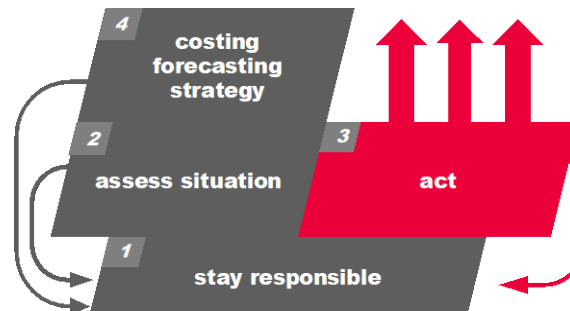 4
costing
forecasting
strategy
2
assess situation
3
act
1
stay responsible